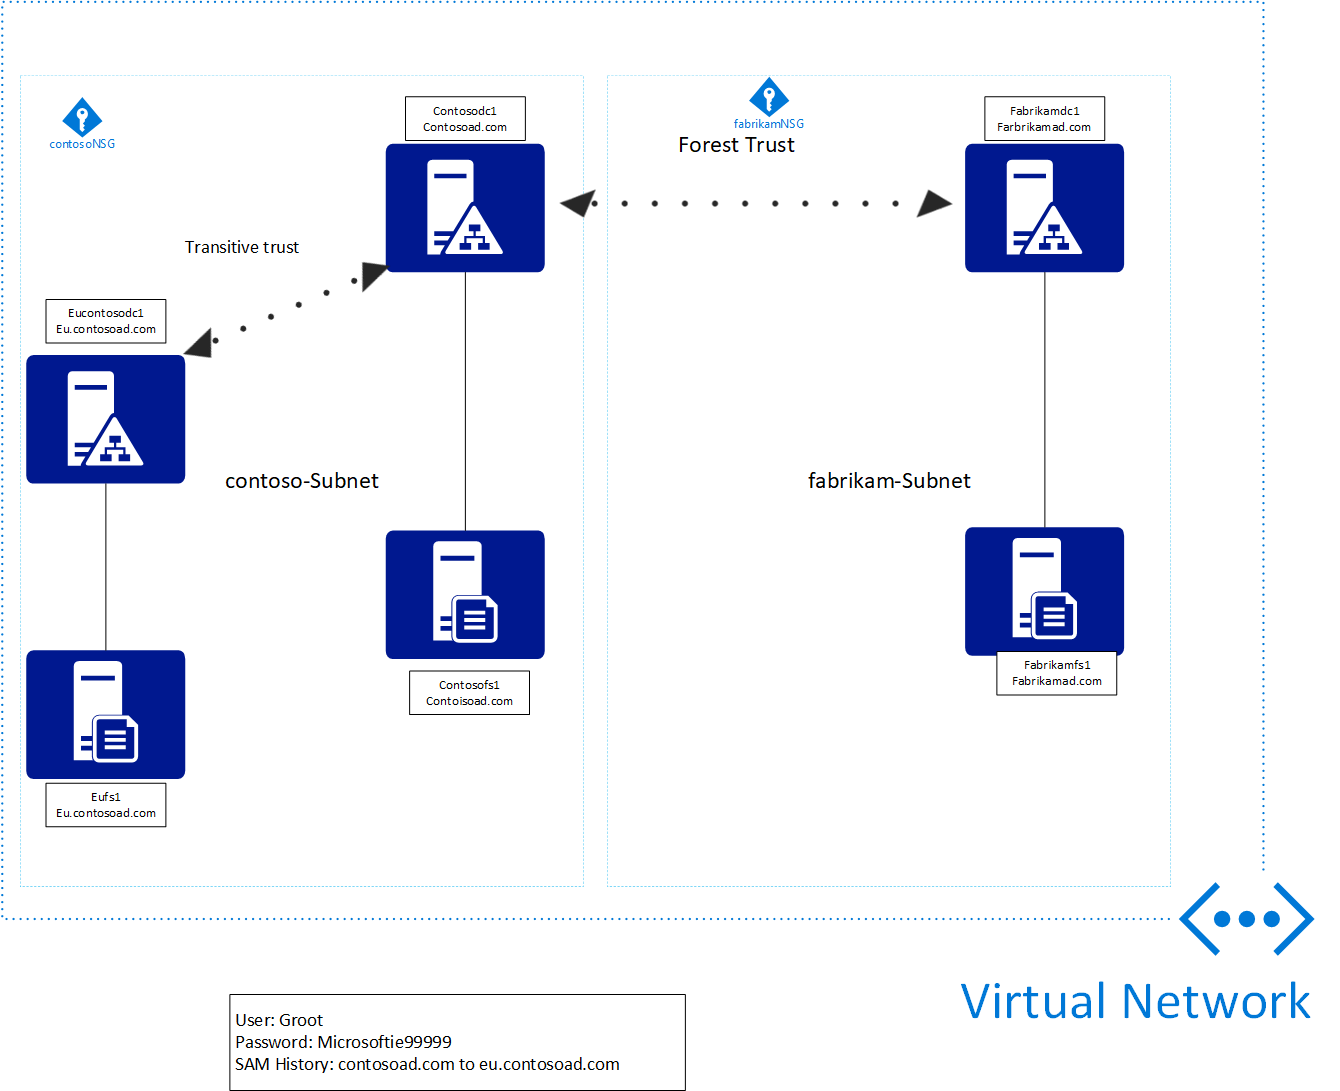 contosoNSG
Contosodc1
Contosoad.com
fabrikamNSG
Forest Trust
Fabrikamdc1
Farbrikamad.com
Transitive trust
Eucontosodc1
Eu.contosoad.com
contoso-Subnet
fabrikam-Subnet
Contosofs1
Contoisoad.com
Fabrikamfs1
Fabrikamad.com
Eufs1
Eu.contosoad.com
Virtual Network
User: Groot
Password: Microsoftie99999
SAM History: contosoad.com to eu.contosoad.com